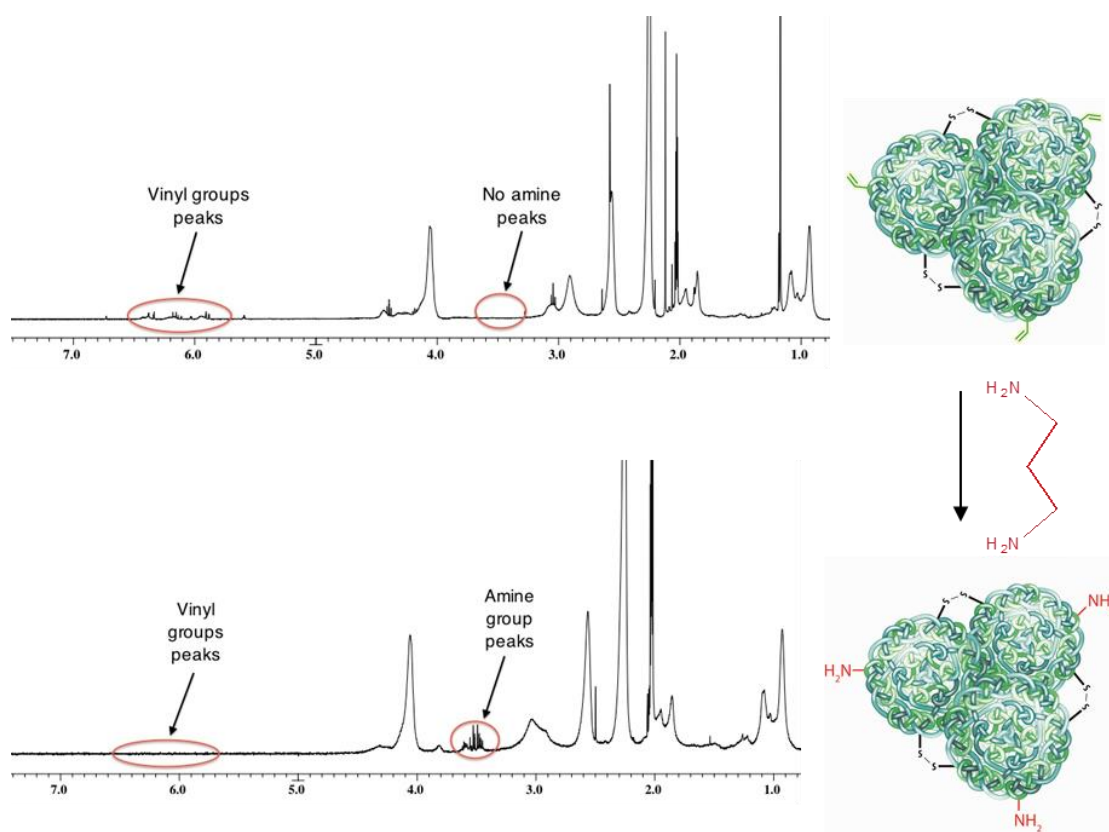 Vinyl groups
peaks
No amine
peaks
7.0 6.0 5.0 4.0 3.0 2.0 1.0
S S
S
S
S S
H2N
H2N
Vinyl
groups
peaks
Amine
group
peaks
7.0 6.0 5.0 4.0 3.0 2.0 1.0
S S
NH
H2N
S
S
S S
NH2